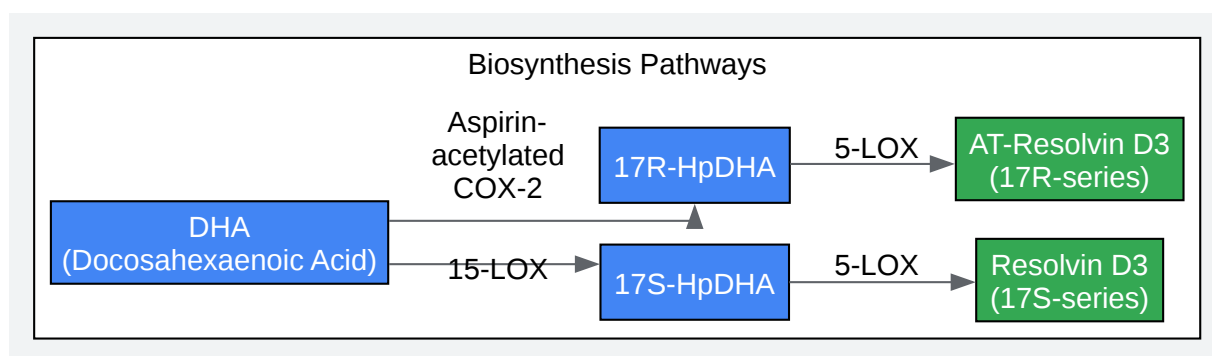 Biosynthesis Pathways
Aspirin-
acetylated
COX-2
17R-HpDHA
5-LOX
AT-Resolvin D3
(17R-series)
DHA
(Docosahexaenoic Acid)
15-LOX
17S-HpDHA
5-LOX
Resolvin D3
(17S-series)